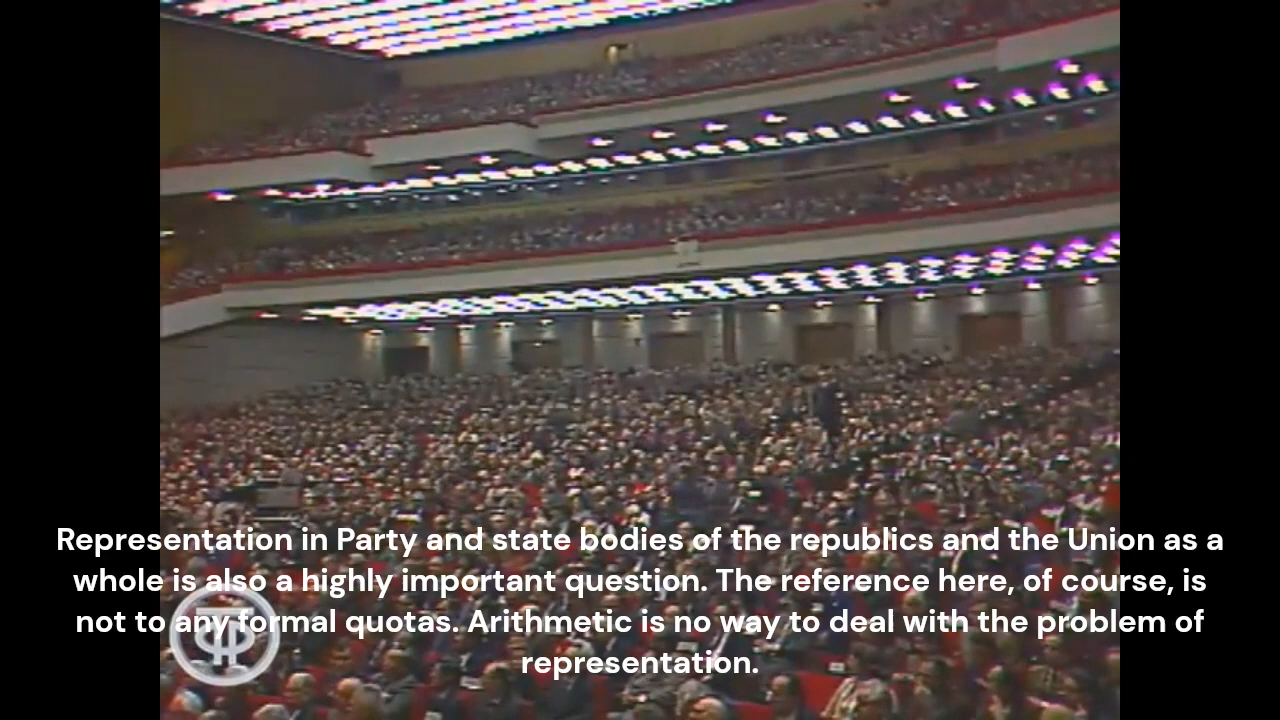 Representation in Party and state bodies of the republics and the Union as a
whole is also a highly important question. The reference here, of course, is
not to any formal quotas. Arithmetic is no way to deal with the problem of
representation.